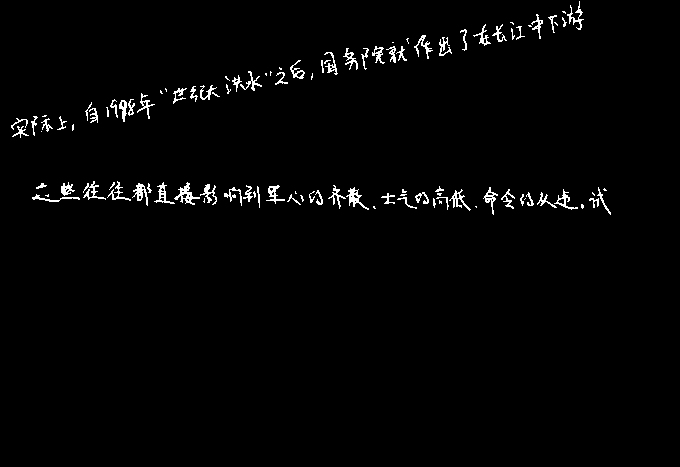 实际上，自1998年“世纪大洪水”之后，国务院就作出了在长江中下游
这些往往都直接影响到军心的齐散、士气的高低、命令的从违。试